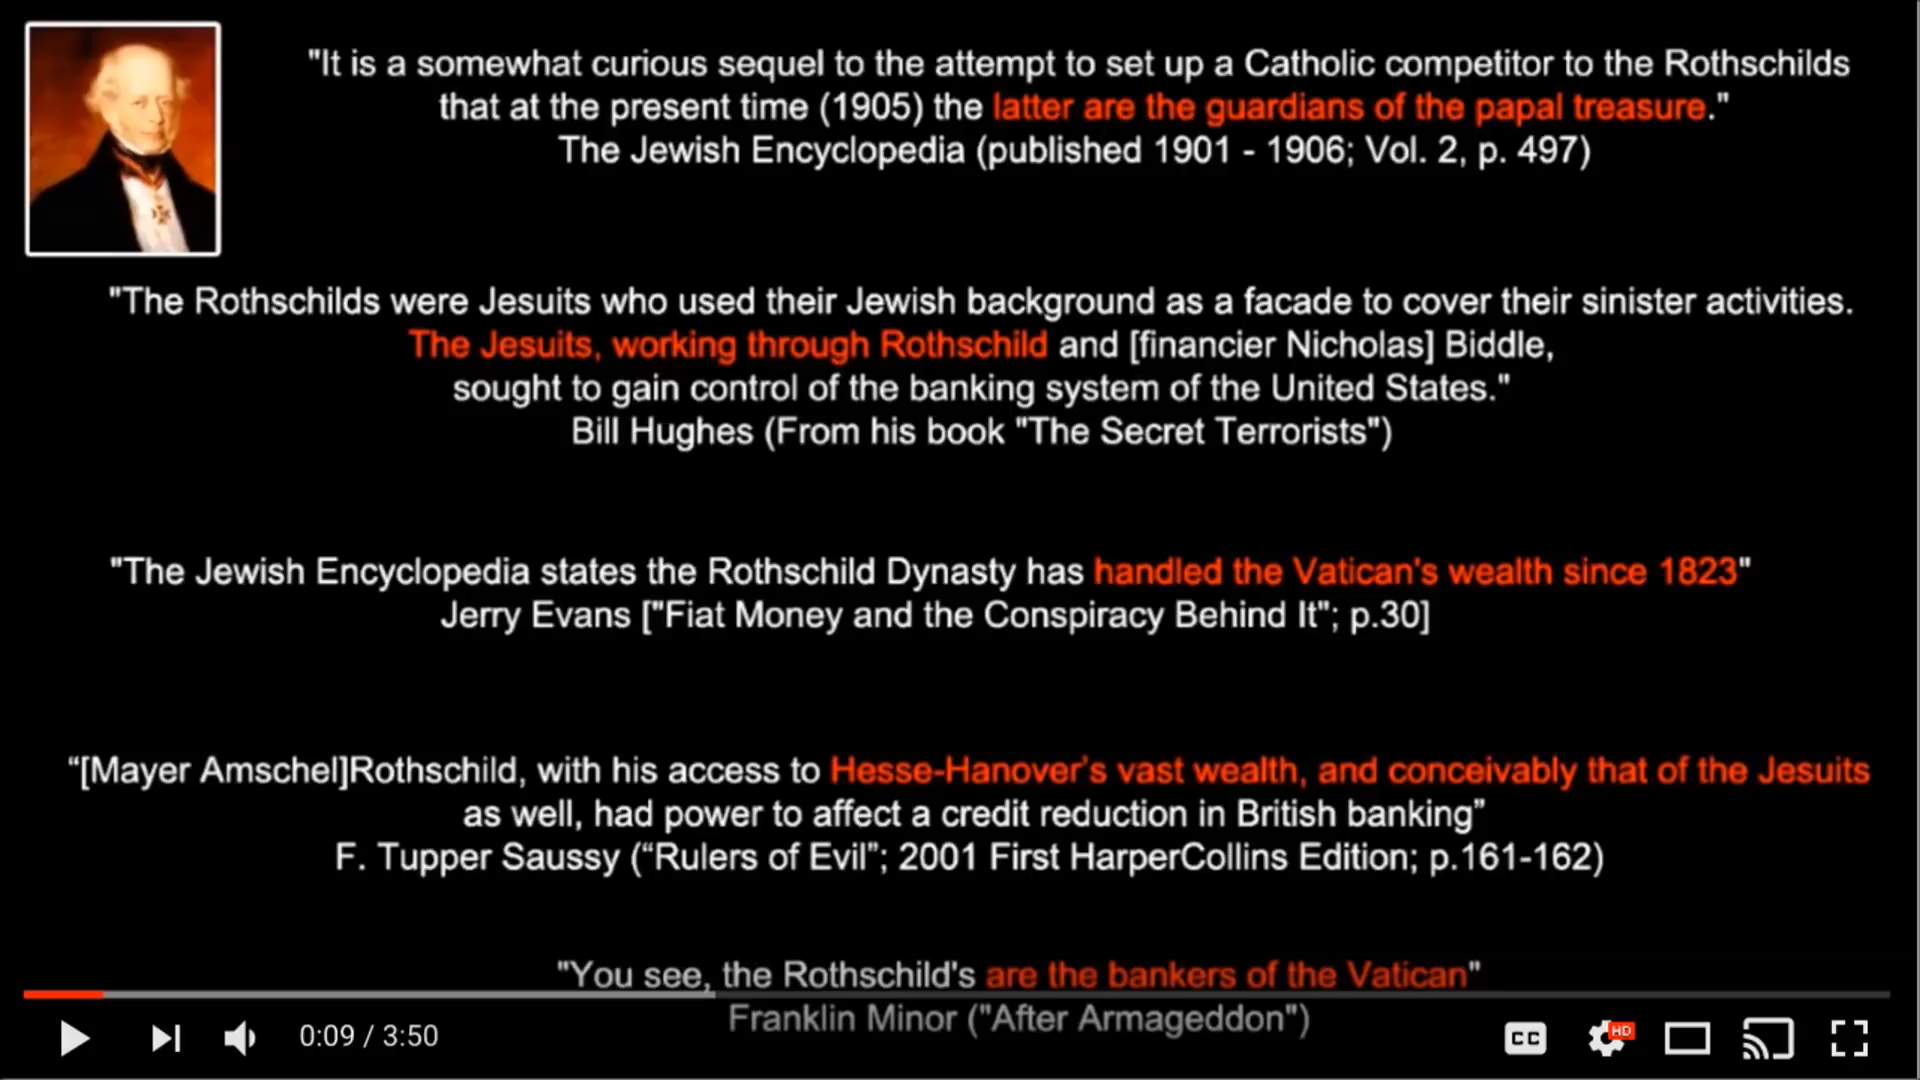 "It is a somewhat curious sequel to the attempt to set up a Catholic competitor to the Rothschilds
that at the present time (1905) the latter are the guardians of the papal treasure."
The Jewish Encyclopedia (published 1901 - 1906; Vol. 2, p. 497)
"The Rothschilds were Jesuits who used their Jewish background as a facade to cover their sinister activities.
The Jesuits, working through Rothschild and [financier Nicholas] Biddle,
sought to gain control of the banking system of the United States."
Bill Hughes (From his book "The Secret Terrorists")
"The Jewish Encyclopedia states the Rothschild Dynasty has handled the Vatican's wealth since 1823"
Jerry Evans ["Fiat Money and the Conspiracy Behind It"; p.30]
“[Mayer Amschel]Rothschild, with his access to Hesse-Hanover's vast wealth, and conceivably that of the Jesuits
as well, had power to affect a credit reduction in British banking”
F. Tupper Saussy (“Rulers of Evil”; 2001 First HarperCollins Edition; p.161-162)
"You see, the Rothschild's are the bankers of the Vatican"
Franklin Minor ("After Armageddon")
0:09 / 3:50
CC
HD